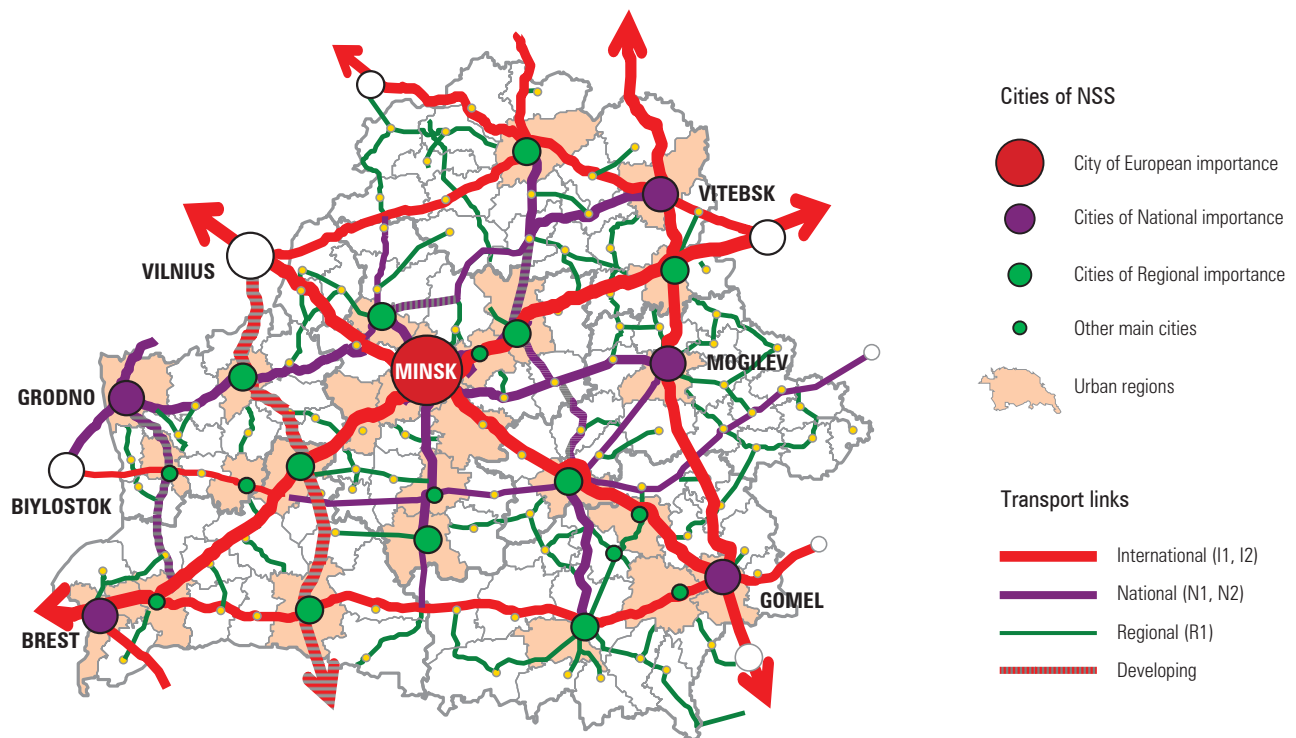 VITEBSK
VILNIUS
MINSK
MOGILEV
GRODNO
BIYLOSTOK
GOMEL
BREST
Cities of NSS
City of European importance
Cities of National importance
Cities of Regional importance
Other main cities
Urban regions
Transport links
International (I1, I2)
National (N1, N2)
Regional (R1)
Developing